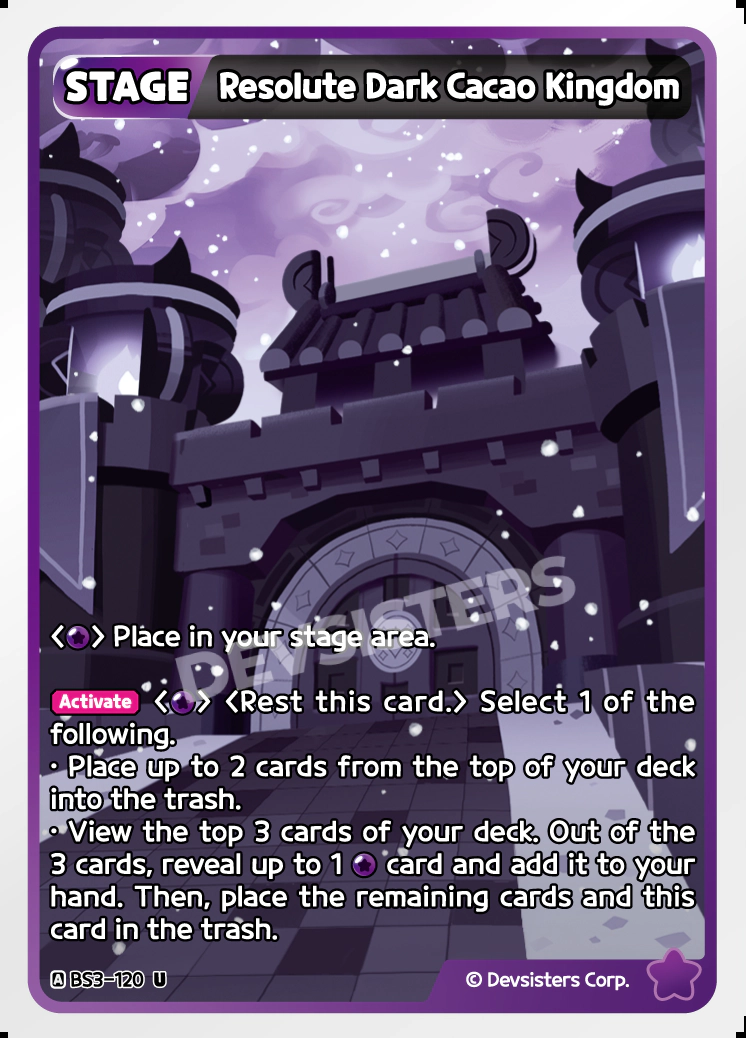 STAGE Resolute Dark Cacao Kingdom
<> Place in your stage area.
DEVSISTERS
Activate <> <Rest this card.> Select 1 of the
following.
· Place up to 2 cards from the top of your deck
into the trash.
· View the top 3 cards of your deck. Out of the
3 cards, reveal up to 1 card and add it to your
hand. Then, place the remaining cards and this
card in the trash.
A BS3-120 U © Devsisters Corp.